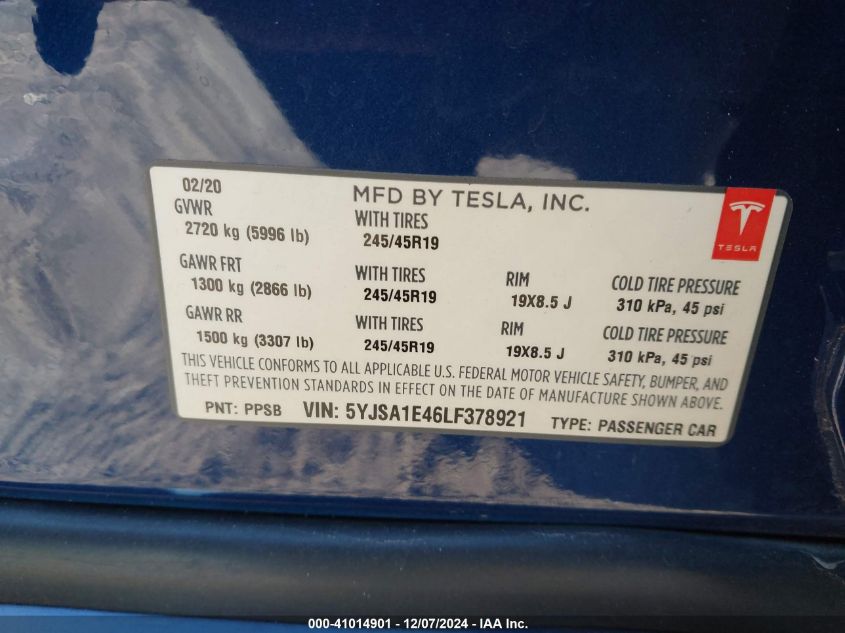 02/20
MFD BY TESLA, INC.
TESLA
GVWR
2720 kg (5996 lb)
WITH TIRES
245/45R19
GAWR FRT
1300 kg (2866 lb)
WITH TIRES
245/45R19
RIM
19X8.5 J
COLD TIRE PRESSURE
310 kPa, 45 psi
GAWR RR
1500 kg (3307 lb)
WITH TIRES
245/45R19
RIM
19X8.5 J
COLD TIRE PRESSURE
310 kPa, 45 psi
THIS VEHICLE CONFORMS TO ALL APPLICABLE U.S. FEDERAL MOTOR VEHICLE SAFETY, BUMPER, AND
THEFT PREVENTION STANDARDS IN EFFECT ON THE DATE OF MANUFACTURE SHOWN ABOVE.
PNT: PPSB VIN: 5YJSA1E46LF378921 TYPE: PASSENGER CAR
000-41014901 - 12/07/2024 - IAA Inc.